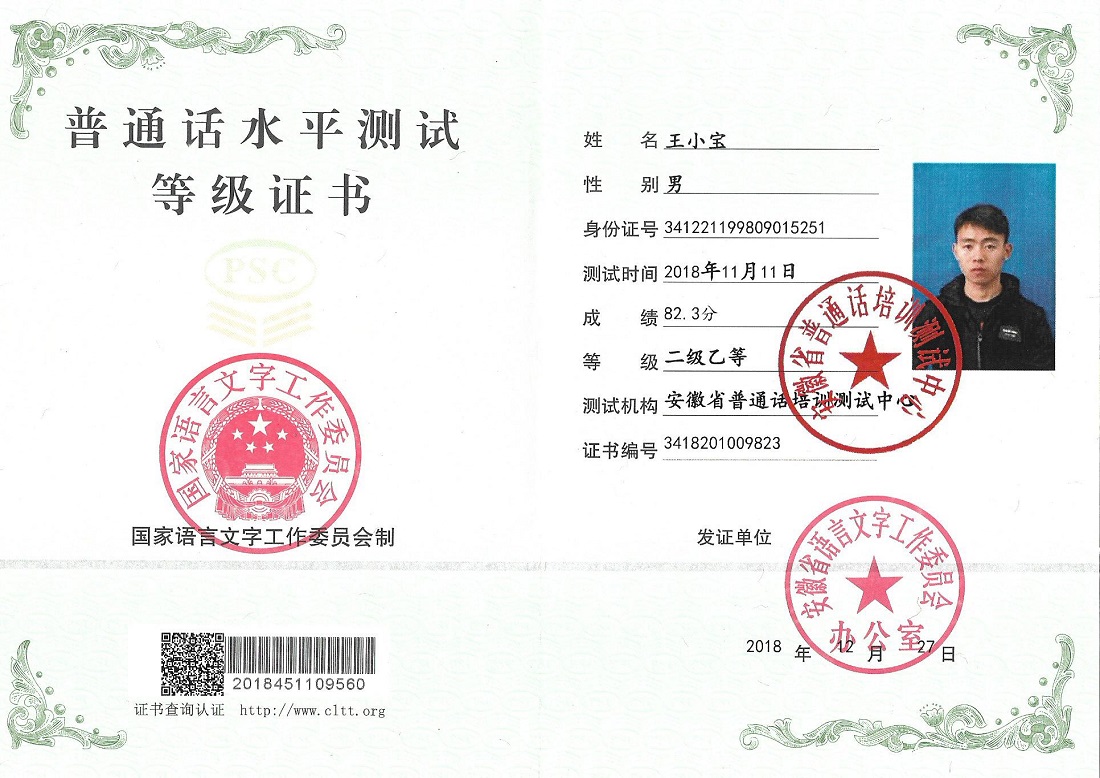 普通话水平测试
等级证书
PSC
国家语言文字工作委员会
国家语言文字工作委员会制
2018451109560
证书查询认证 http://www.cltt.org
姓 名 王小宝
性 别 男
身份证号 341221199809015251
测试时间 2018年11月11日
成 绩 82.3分
等 级 二级乙等
测试机构 安徽省普通话培训测试中心
证书编号 3418201009823
安徽省普通话培训测试中心
发证单位
安徽省语言文字工作委员会
办公室
2018 年 12 月 27 日